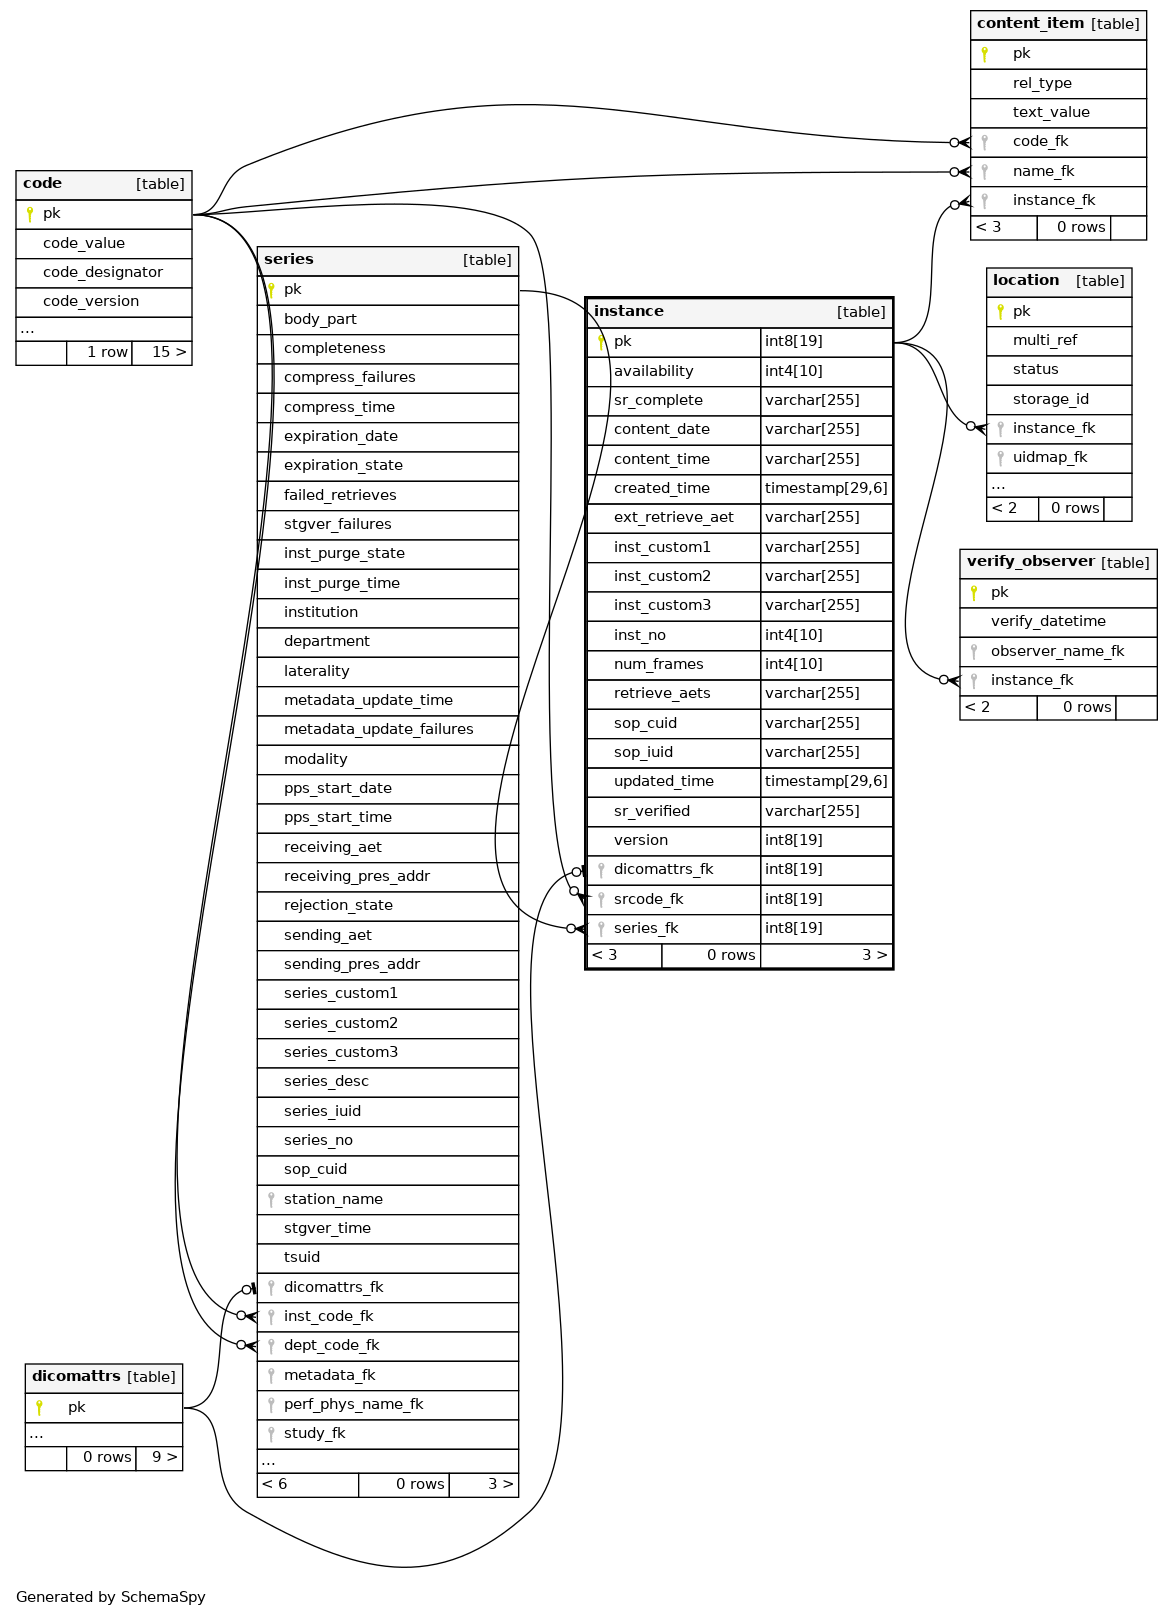 content_item [table]
pk
rel_type
text_value
code_fk
name_fk
instance_fk
< 3 0 rows
code [table]
pk
code_value
code_designator
code_version
...
1 row 15 >
series [table]
pk
body_part
completeness
compress_failures
compress_time
expiration_date
expiration_state
failed_retrieves
stgver_failures
inst_purge_state
inst_purge_time
institution
department
laterality
metadata_update_time
metadata_update_failures
modality
pps_start_date
pps_start_time
receiving_aet
receiving_pres_addr
rejection_state
sending_aet
sending_pres_addr
series_custom1
series_custom2
series_custom3
series_desc
series_iuid
series_no
sop_cuid
station_name
stgver_time
tsuid
dicomattrs_fk
inst_code_fk
dept_code_fk
metadata_fk
perf_phys_name_fk
study_fk
...
< 6 0 rows 3 >
instance [table]
pk int8[19]
availability int4[10]
sr_complete varchar[255]
content_date varchar[255]
content_time varchar[255]
created_time timestamp[29,6]
ext_retrieve_aet varchar[255]
inst_custom1 varchar[255]
inst_custom2 varchar[255]
inst_custom3 varchar[255]
inst_no int4[10]
num_frames int4[10]
retrieve_aets varchar[255]
sop_cuid varchar[255]
sop_iuid varchar[255]
updated_time timestamp[29,6]
sr_verified varchar[255]
version int8[19]
dicomattrs_fk int8[19]
srcode_fk int8[19]
series_fk int8[19]
< 3 0 rows 3 >
location [table]
pk
multi_ref
status
storage_id
instance_fk
uidmap_fk
...
< 2 0 rows
verify_observer [table]
pk
verify_datetime
observer_name_fk
instance_fk
< 2 0 rows
dicomattrs [table]
pk
...
0 rows 9 >
Generated by SchemaSpy